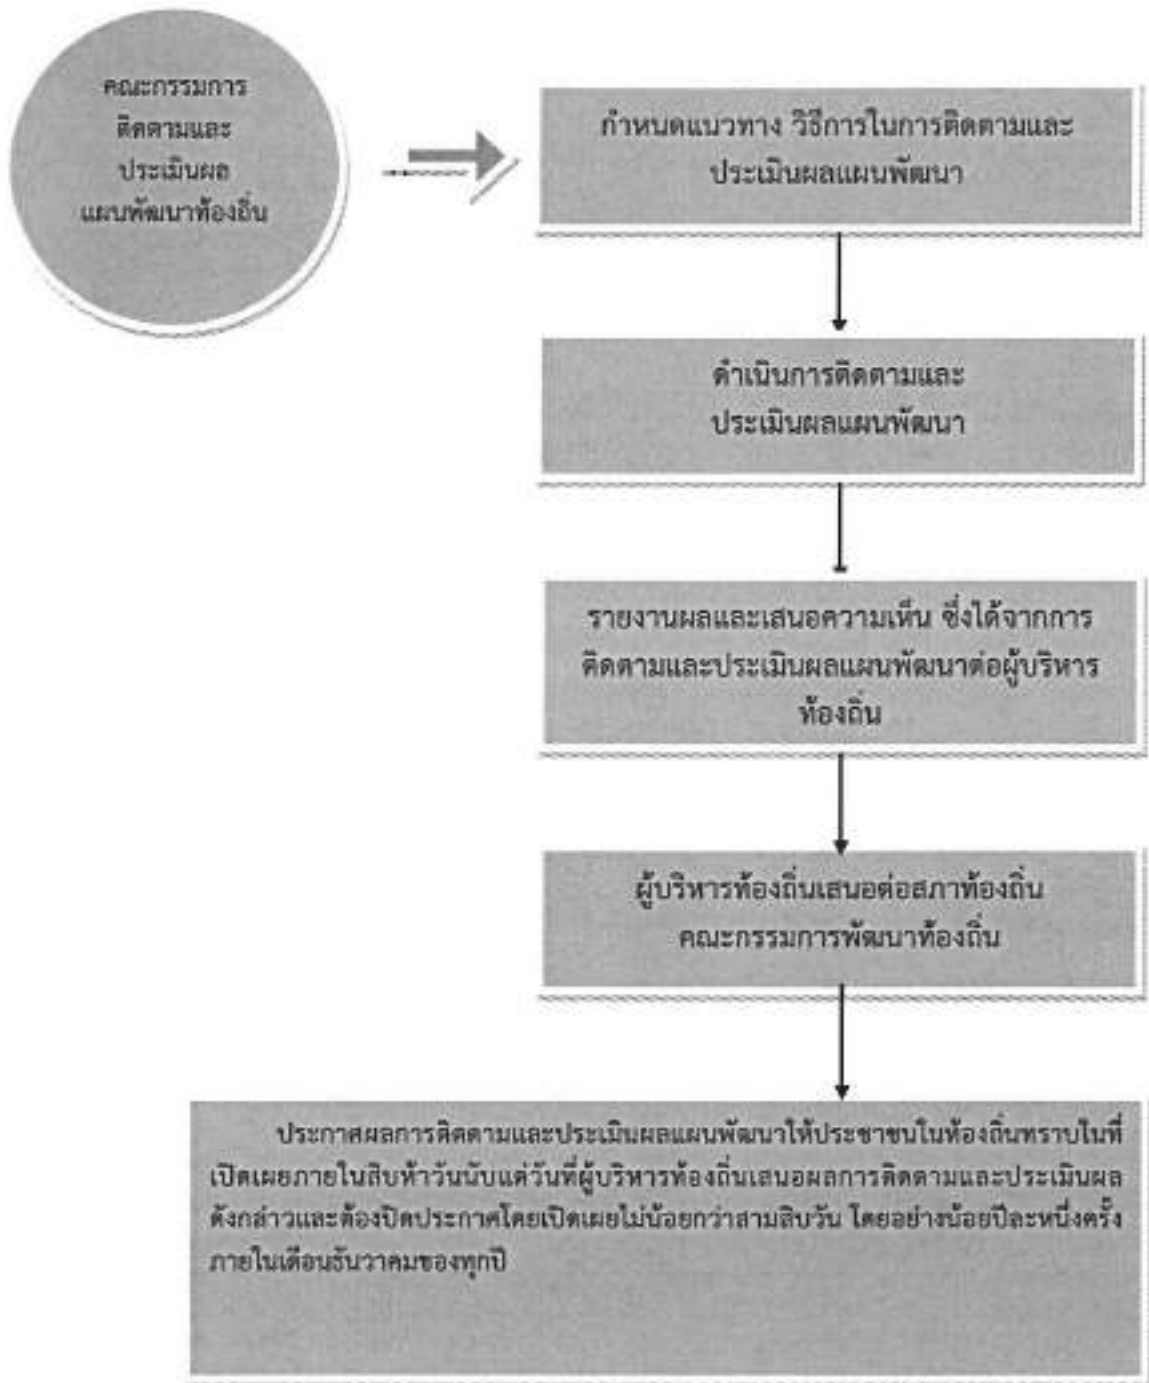 คณะกรรมการ
ติดตามและ
ประเมินผล
แผนพัฒนาท้องถิ่น
กำหนดแนวทาง วิธีการในการติดตามและ
ประเมินผลแผนพัฒนา
ดำเนินการติดตามและ
ประเมินผลแผนพัฒนา
รายงานผลและเสนอความเห็น ซึ่งได้จากการ
ติดตามและประเมินผลแผนพัฒนาต่อผู้บริหาร
ท้องถิ่น
ผู้บริหารท้องถิ่นเสนอต่อสภาท้องถิ่น
คณะกรรมการพัฒนาท้องถิ่น
ประกาศผลการติดตามและประเมินผลแผนพัฒนาให้ประชาชนในท้องถิ่นทราบในที่
เปิดเผยภายในสิบห้าวันนับแต่วันที่ผู้บริหารท้องถิ่นเสนอผลการติดตามและประเมินผล
ดังกล่าวและต้องปิดประกาศโดยเปิดเผยไม่น้อยกว่าสามสิบวัน โดยอย่างน้อยปีละหนึ่งครั้ง
ภายในเดือนธันวาคมของทุกปี